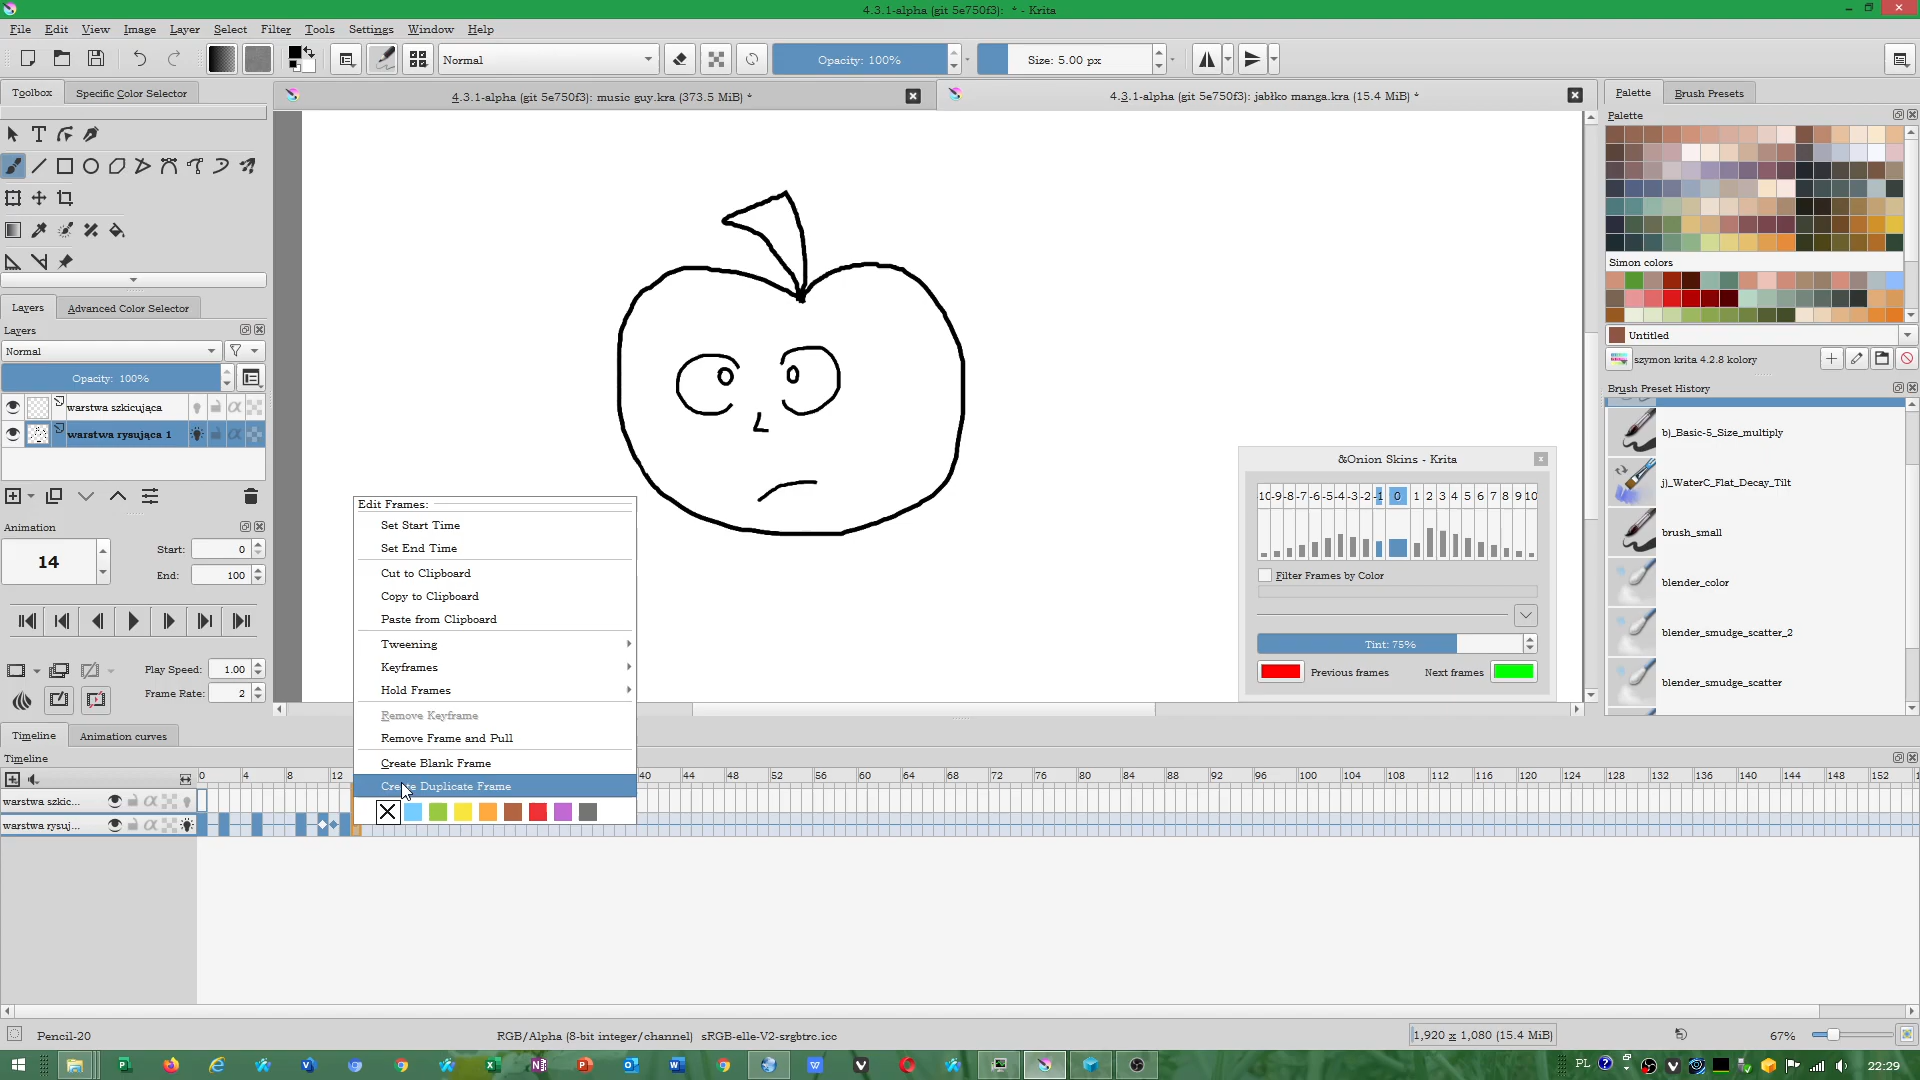 4.3.1-alpha (git 5e750f3):  * - Krita
File Edit View Image Layer Select Filter Tools Settings Window Help
Normal Opacity: 100% Size: 5.00 px
Toolbox Specific Color Selector
4.3.1-alpha (git 5e750f3): music guy.kra (373.5 MiB) *
4.3.1-alpha (git 5e750f3): jabłko manga.kra (15.4 MiB) *
Palette Brush Presets
Palette
Simon colors
Untitled
szymon krita 4.2.8 kolory
Brush Preset History
b)_Basic-5_Size_multiply
j)_WaterC_Flat_Decay_Tilt
brush_small
blender_color
blender_smudge_scatter_2
blender_smudge_scatter
Layers Advanced Color Selector
Layers
Normal
Opacity: 100%
warstwa szkicująca
warstwa rysująca 1
Animation
14
Start: 0
End: 100
Play Speed: 1.00
Frame Rate: 2
Edit Frames:
Set Start Time
Set End Time
Cut to Clipboard
Copy to Clipboard
Paste from Clipboard
Tweening
Keyframes
Hold Frames
Remove Keyframe
Remove Frame and Pull
Create Blank Frame
Create Duplicate Frame
&Onion Skins - Krita
10 -9 -8 -7 -6 -5 -4 -3 -2 -1 0 1 2 3 4 5 6 7 8 9 10
Filter Frames by Color
Tint: 75%
Previous frames Next frames
Timeline Animation curves
Timeline
0 4 8 12 40 44 48 52 56 60 64 68 72 76 80 84 88 92 96 100 104 108 112 116 120 124 128 132 136 140 144 148 152
warstwa szkic...
warstwa rysuj...
Pencil-20
RGB/Alpha (8-bit integer/channel)  sRGB-elle-V2-srgbtrc.icc
1,920 x 1,080 (15.4 MiB)
67%
PL
22:29